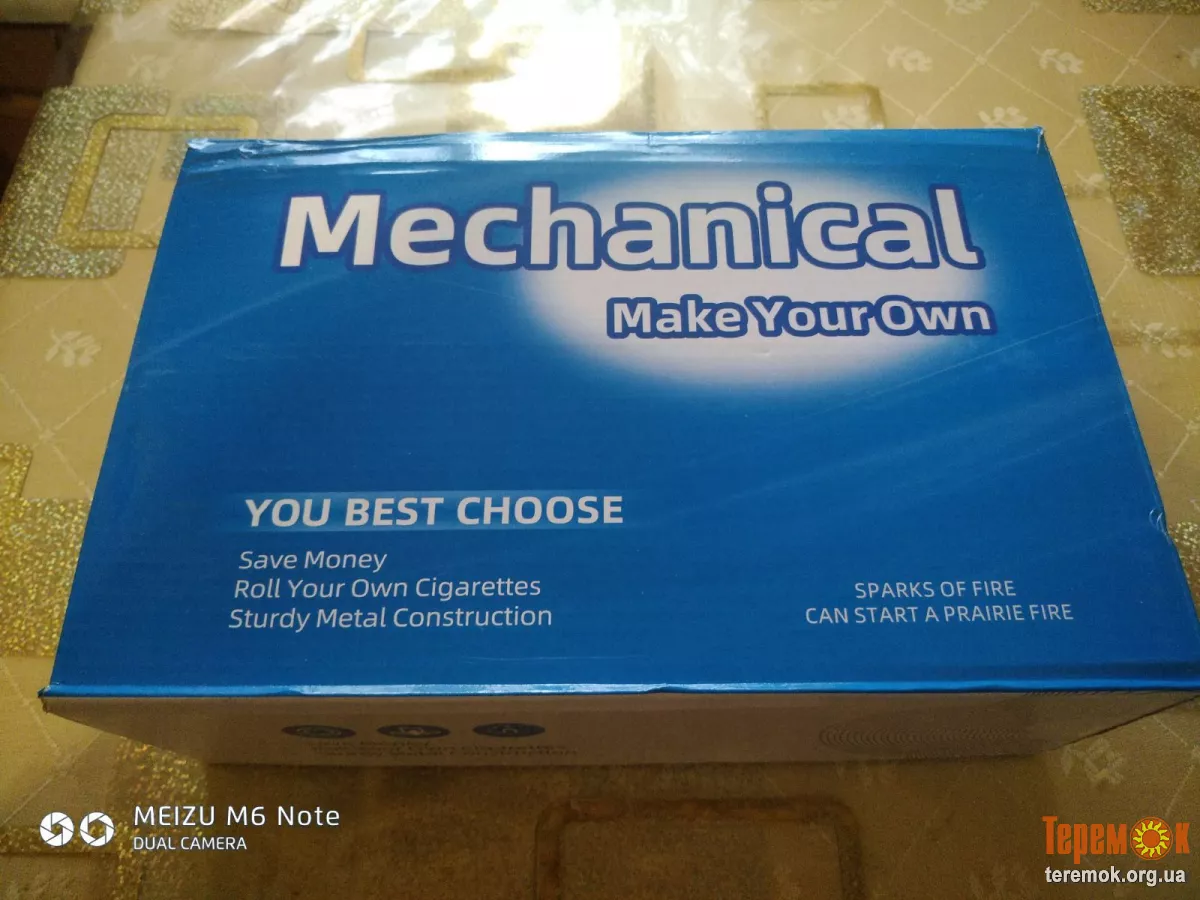 Mechanical
Make Your Own
YOU BEST CHOOSE
Save Money
Roll Your Own Cigarettes
Sturdy Metal Construction
SPARKS OF FIRE
CAN START A PRAIRIE FIRE
MEIZU M6 Note
DUAL CAMERA
Теремок
teremok.org.ua